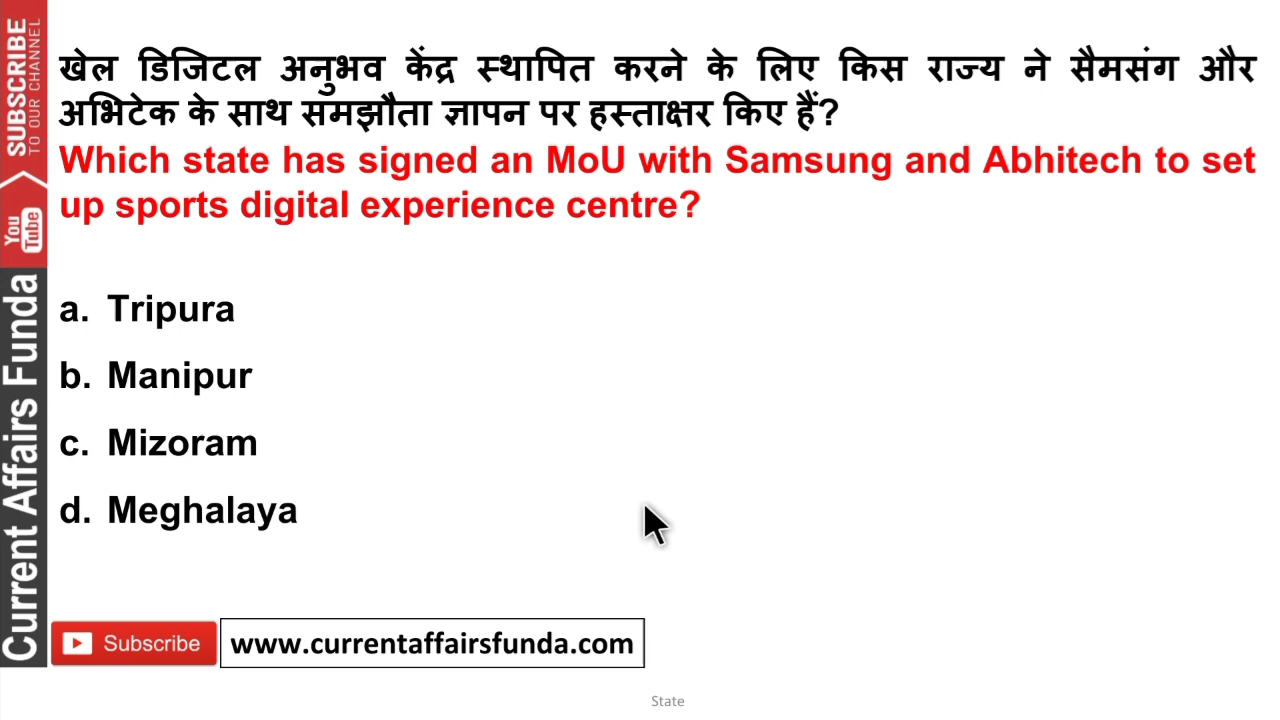 खेल डिजिटल अनुभव केंद्र स्थापित करने के लिए किस राज्य ने सैमसंग और
अभिटेक के साथ समझौता ज्ञापन पर हस्ताक्षर किए हैं?
Which state has signed an MoU with Samsung and Abhitech to set
up sports digital experience centre?
a. Tripura
b. Manipur
c. Mizoram
d. Meghalaya
SUBSCRIBE
TO OUR CHANNEL
You
Tube
Current Affairs Funda
Subscribe
www.currentaffairsfunda.com
State